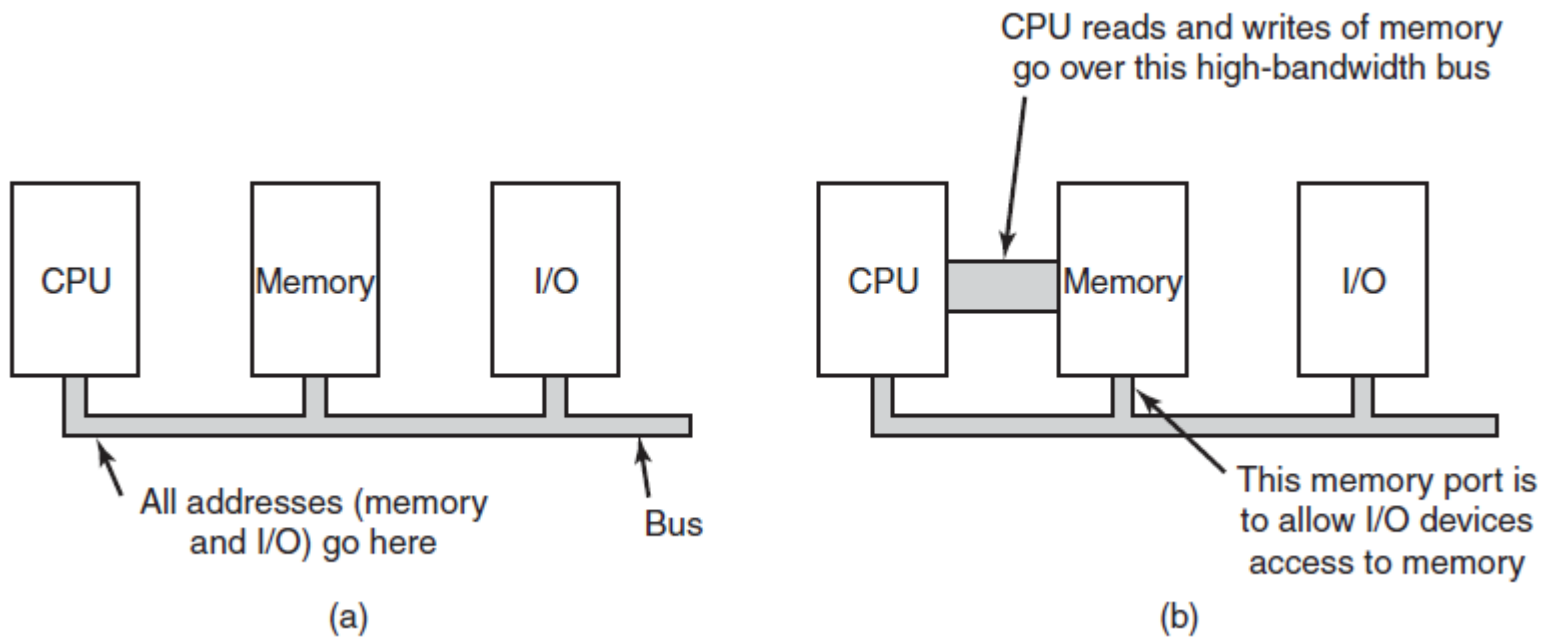 CPU reads and writes of memory
go over this high-bandwidth bus
CPU
Memory
I/O
All addresses (memory
and I/O) go here
Bus
(a)
CPU
Memory
I/O
This memory port is
to allow I/O devices
access to memory
(b)